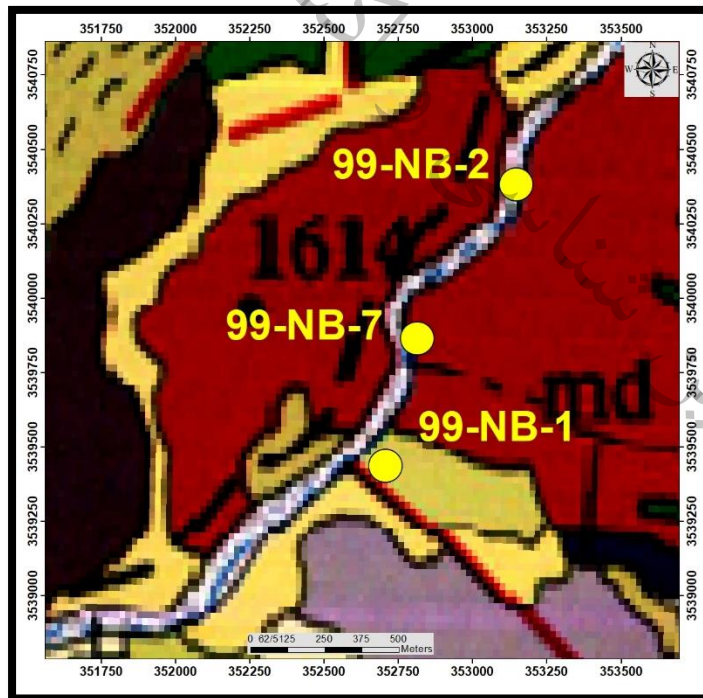 351750 352000 352250 352500 352750 353000 353250 353500
N
W E
S
3540750 3540750
3540500 3540500
99-NB-2
3540250 3540250
1614
3540000 3540000
99-NB-7
3539750 3539750
md
3539500 3539500
99-NB-1
3539250 3539250
3539000 3539000
0 62/5125 250 375 500
Meters
351750 352000 352250 352500 352750 353000 353250 353500